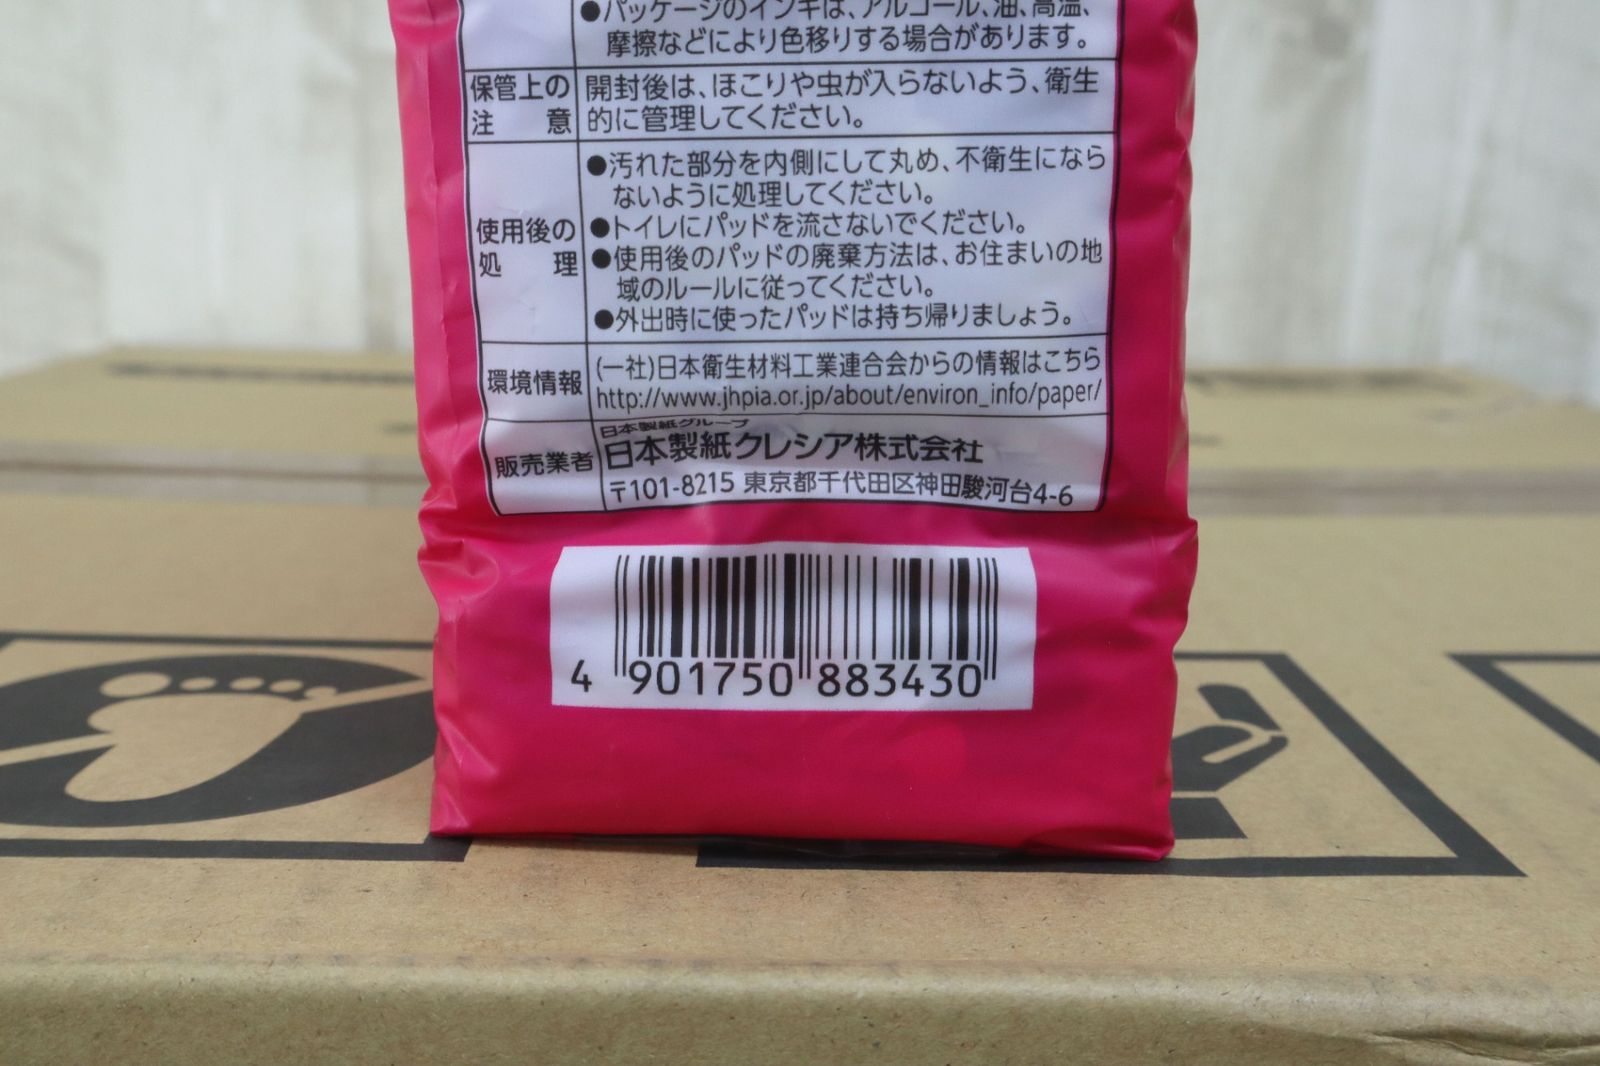 ●パッケージのインキは、アルコール、油、高温、
摩擦などにより色移りする場合があります。
保管上の
注 意
開封後は、ほこりや虫が入らないよう、衛生
的に管理してください。
使用後の
処 理
●汚れた部分を内側にして丸め、不衛生になら
ないように処理してください。
●トイレにパッドを流さないでください。
●使用後のパッドの廃棄方法は、お住まいの地
域のルールに従ってください。
●外出時に使ったパッドは持ち帰りましょう。
環境情報
(一社)日本衛生材料工業連合会からの情報はこちら
http://www.jhpia.or.jp/about/environ_info/paper/
販売業者
日本製紙グループ
日本製紙クレシア株式会社
〒101-8215 東京都千代田区神田駿河台4-6
4 901750 883430